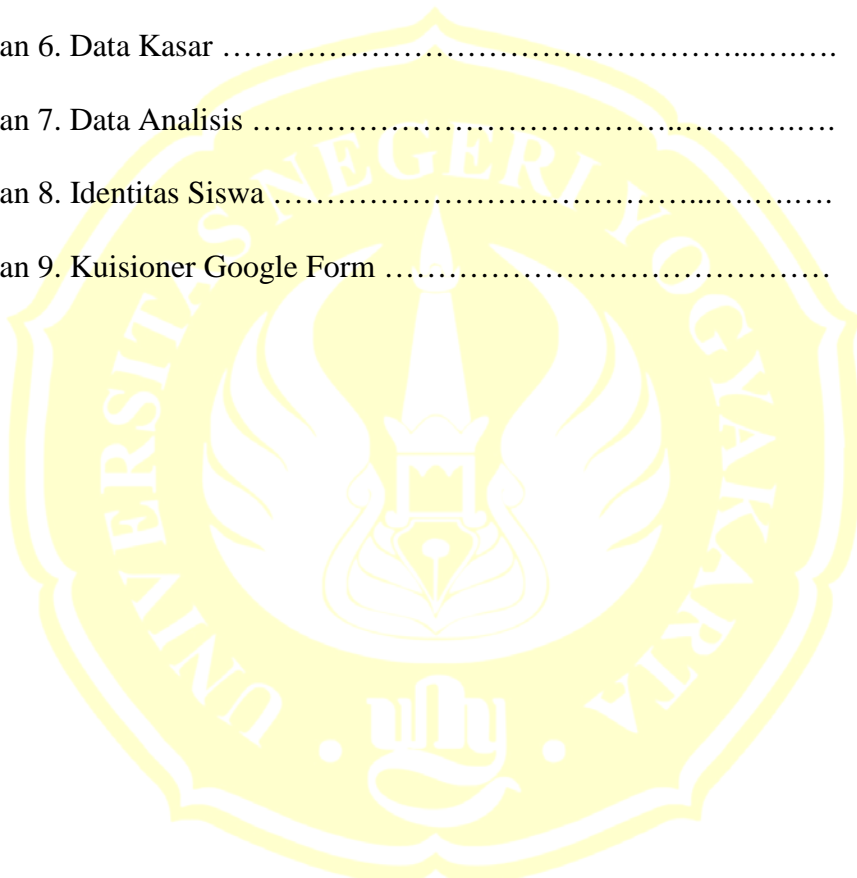 an 6. Data Kasar ……………………………………………...….….
an 7. Data Analisis ……………………………………..…….….….
an 8. Identitas Siswa ……………………………………...….….….
an 9. Kuisioner Google Form ……………………………………
UNIVERSITAS NEGERI YOGYAKARTA
uny